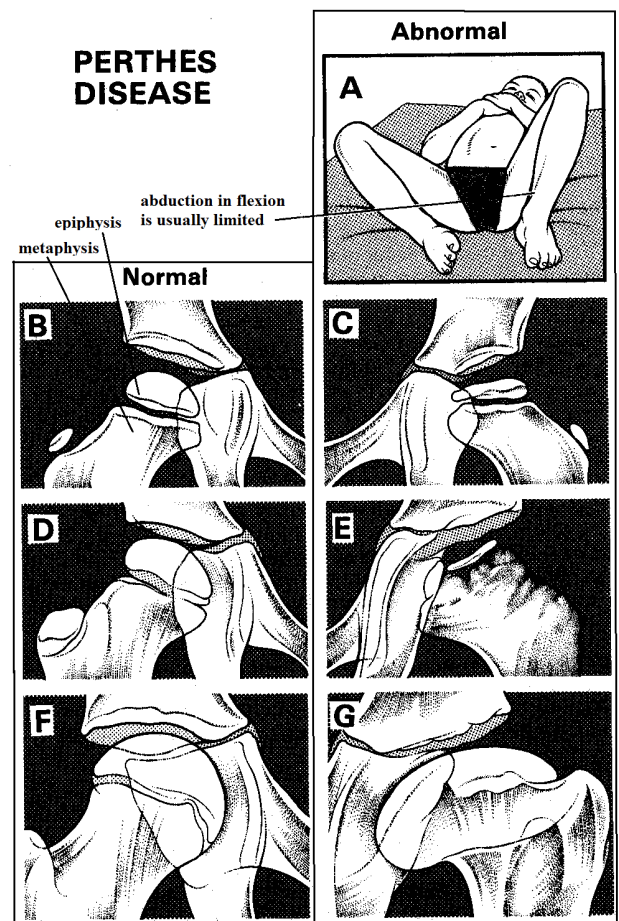 PERTHES
DISEASE
Abnormal
A
abduction in flexion
is usually limited
epiphysis
metaphysis
Normal
B
C
D
E
F
G